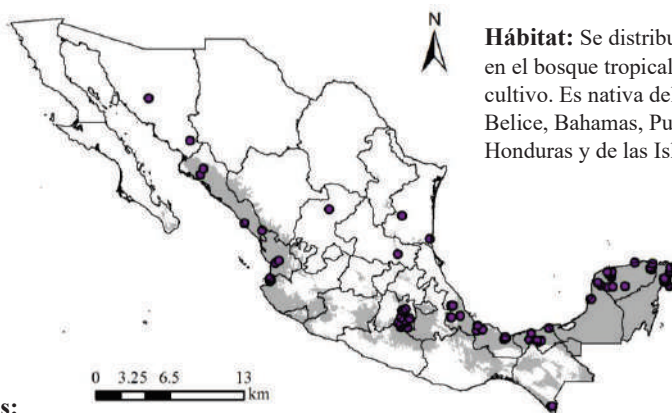 N
Hábitat: Se distribu
en el bosque tropical
cultivo. Es nativa del
Belice, Bahamas, Pu
Honduras y de las Is
0 3.25 6.5 13
km
s: